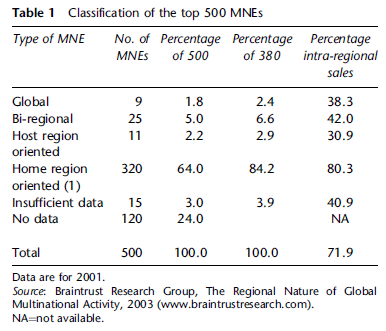 Table 1 Classification of the top 500 MNEs
Type of MNE No. of MNEs Percentage of 500 Percentage of 380 Percentage intra-regional sales
Global 9 1.8 2.4 38.3
Bi-regional 25 5.0 6.6 42.0
Host region oriented 11 2.2 2.9 30.9
Home region oriented (1) 320 64.0 84.2 80.3
Insufficient data 15 3.0 3.9 40.9
No data 120 24.0 NA
Total 500 100.0 100.0 71.9
Data are for 2001.
Source: Braintrust Research Group, The Regional Nature of Global
Multinational Activity, 2003 (www.braintrustresearch.com).
NA=not available.